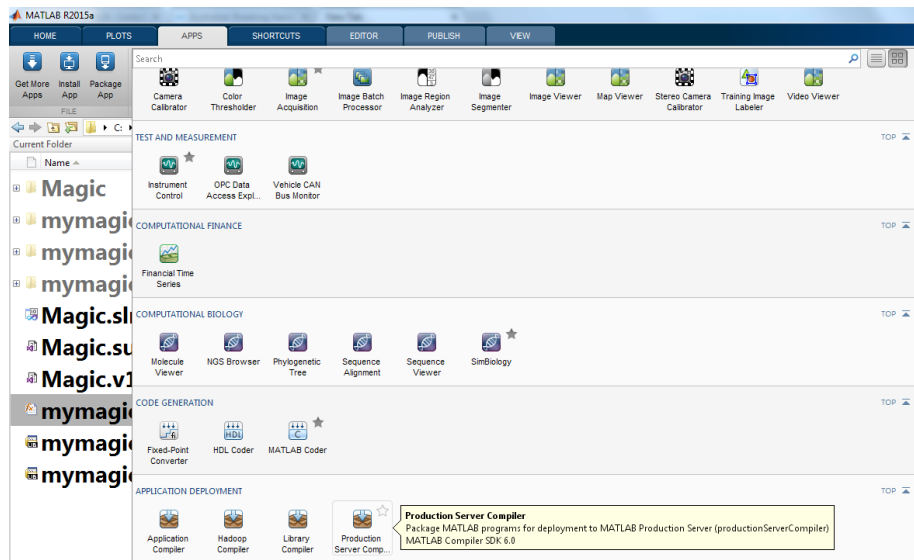 MATLAB R2015a
HOME PLOTS APPS SHORTCUTS EDITOR PUBLISH VIEW
Search
Get More Apps
Install App
Package App
FILE
C:
Current Folder
Name
Magic
mymagic
mymagi
mymagi
Magic.sl
Magic.su
Magic.v1
mymagic
mymagi
mymagi
Camera Calibrator
Color Thresholder
Image Acquisition
Image Batch Processor
Image Region Analyzer
Image Segmenter
Image Viewer
Map Viewer
Stereo Camera Calibrator
Training Image Labeler
Video Viewer
TEST AND MEASUREMENT TOP
Instrument Control
OPC Data Access Expl...
Vehicle CAN Bus Monitor
COMPUTATIONAL FINANCE TOP
Financial Time Series
COMPUTATIONAL BIOLOGY TOP
Molecule Viewer
NGS Browser
Phylogenetic Tree
Sequence Alignment
Sequence Viewer
SimBiology
CODE GENERATION TOP
Fixed-Point Converter
HDL Coder
MATLAB Coder
APPLICATION DEPLOYMENT TOP
Application Compiler
Hadoop Compiler
Library Compiler
Production Server Comp...
Production Server Compiler
Package MATLAB programs for deployment to MATLAB Production Server (productionServerCompiler)
MATLAB Compiler SDK 6.0